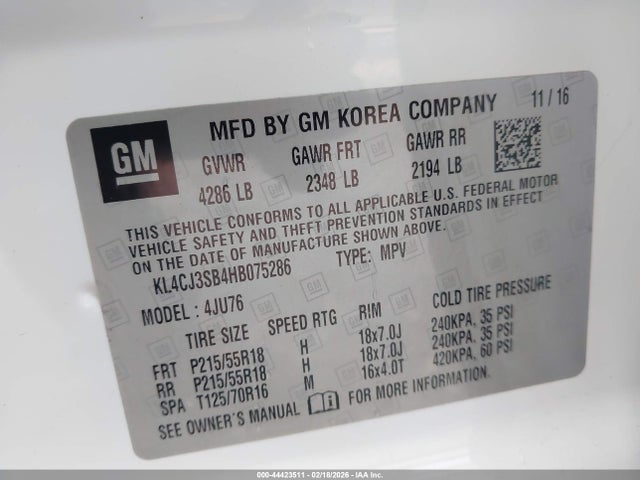 GM
MFD BY GM KOREA COMPANY 11/16
GVWR GAWR FRT GAWR RR
4286 LB 2348 LB 2194 LB
THIS VEHICLE CONFORMS TO ALL APPLICABLE U.S. FEDERAL MOTOR
VEHICLE SAFETY AND THEFT PREVENTION STANDARDS IN EFFECT
ON THE DATE OF MANUFACTURE SHOWN ABOVE.
KL4CJ3SB4HB075286 TYPE: MPV
MODEL: 4JU76
TIRE SIZE SPEED RTG RIM COLD TIRE PRESSURE
FRT P215/55R18 H 18x7.0J 240KPA, 35 PSI
RR P215/55R18 H 18x7.0J 240KPA, 35 PSI
SPA T125/70R16 M 16x4.0T 420KPA, 60 PSI
SEE OWNER'S MANUAL FOR MORE INFORMATION.
000-44423511 - 02/18/2026 - IAA Inc.